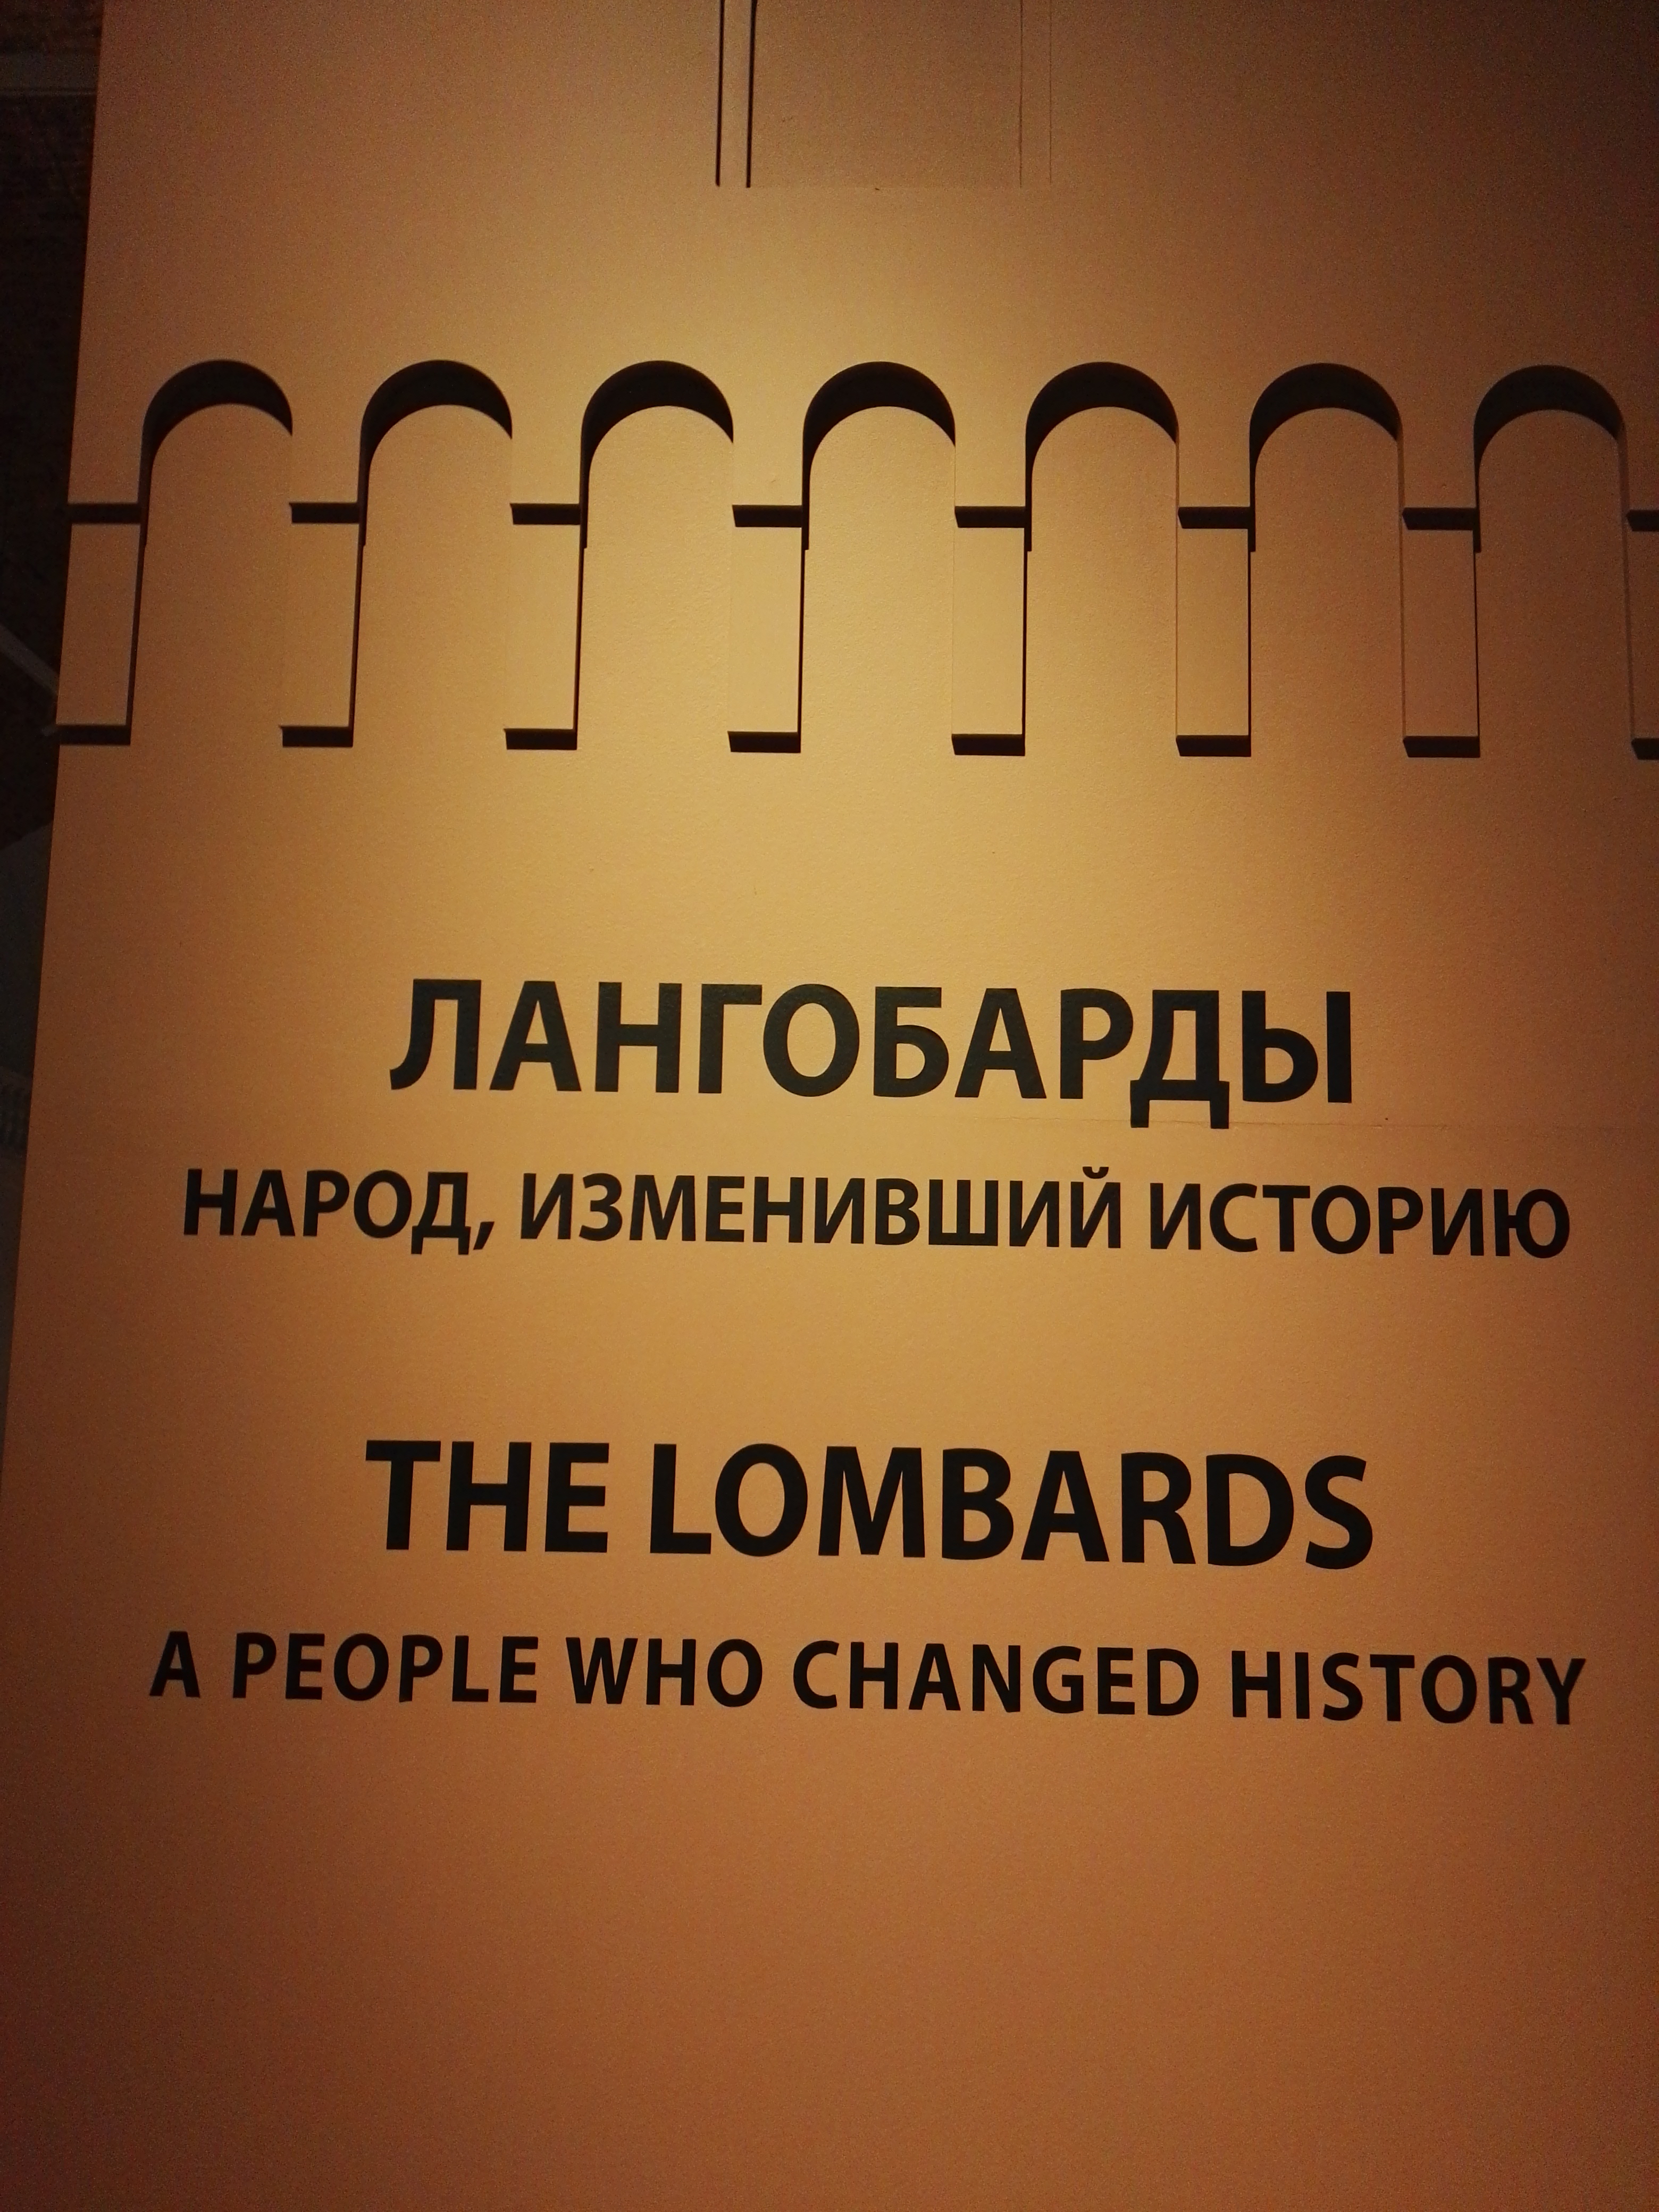 ЛАНГОБАРДЫ
НАРОД, ИЗМЕНИВШИЙ ИСТОРИЮ
THE LOMBARDS
A PEOPLE WHO CHANGED HISTORY